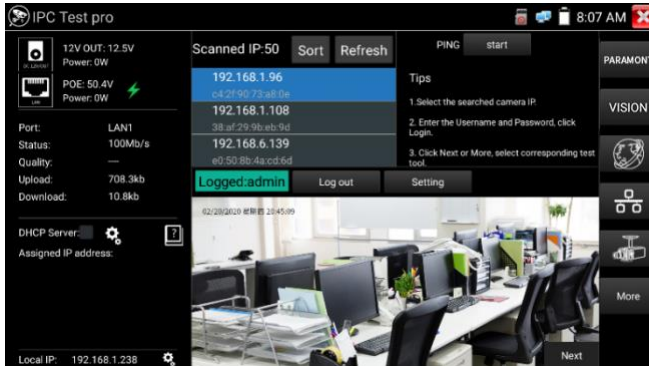 IPC Test pro
8:07 AM
12V OUT: 12.5V
Power: 0W
POE: 50.4V
Power: 0W
LAN
Port: LAN1
Status: 100Mb/s
Quality: —
Upload: 708.3kb
Download: 10.8kb
DHCP Server:
?
Assigned IP address:
Local IP: 192.168.1.238
Scanned IP:50 Sort Refresh
192.168.1.96
c4:2f:90:73:a8:0e
192.168.1.108
38:af:29:9b:eb:9d
192.168.6.139
e0:50:8b:4a:cd:6d
PING start
Tips
1.Select the searched camera IP.
2. Enter the Username and Password, click
Login.
3. Click Next or More, select corresponding test
tool.
Logged:admin Log out Setting
02/29/2020 20:45:09
Next
PARAMONT
VISION
More